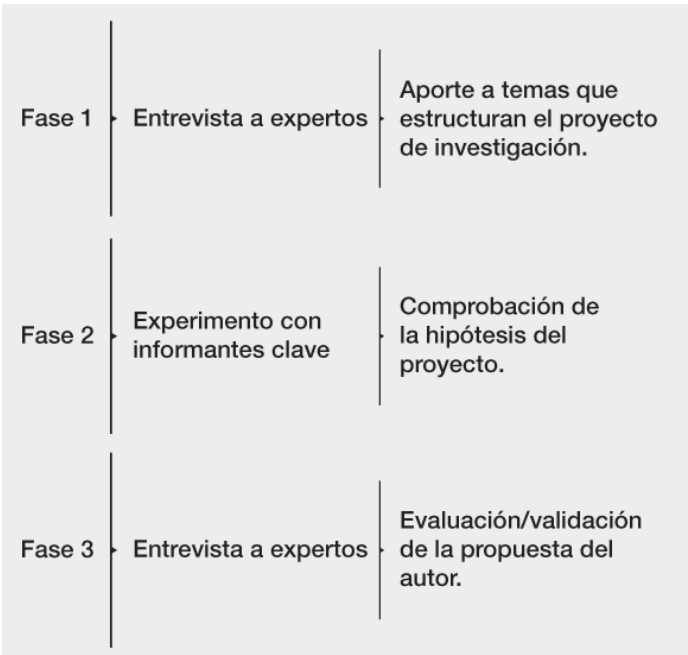 Fase 1
Entrevista a expertos
Aporte a temas que
estructuran el proyecto
de investigación.
Fase 2
Experimento con
informantes clave
Comprobación de
la hipótesis del
proyecto.
Fase 3
Entrevista a expertos
Evaluación/validación
de la propuesta del
autor.